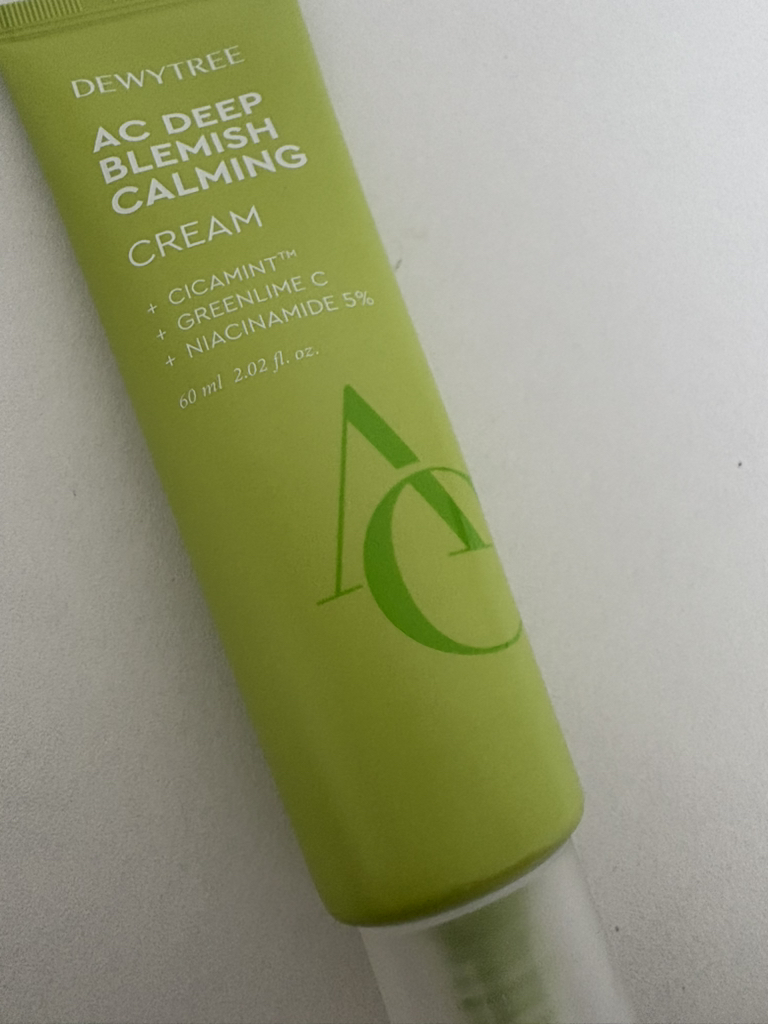 DEWYTREE
AC DEEP
BLEMISH
CALMING
CREAM
+ CICAMINT™
+ GREENLIME C
+ NIACINAMIDE 5%
60 ml 2.02 fl. oz.
AC